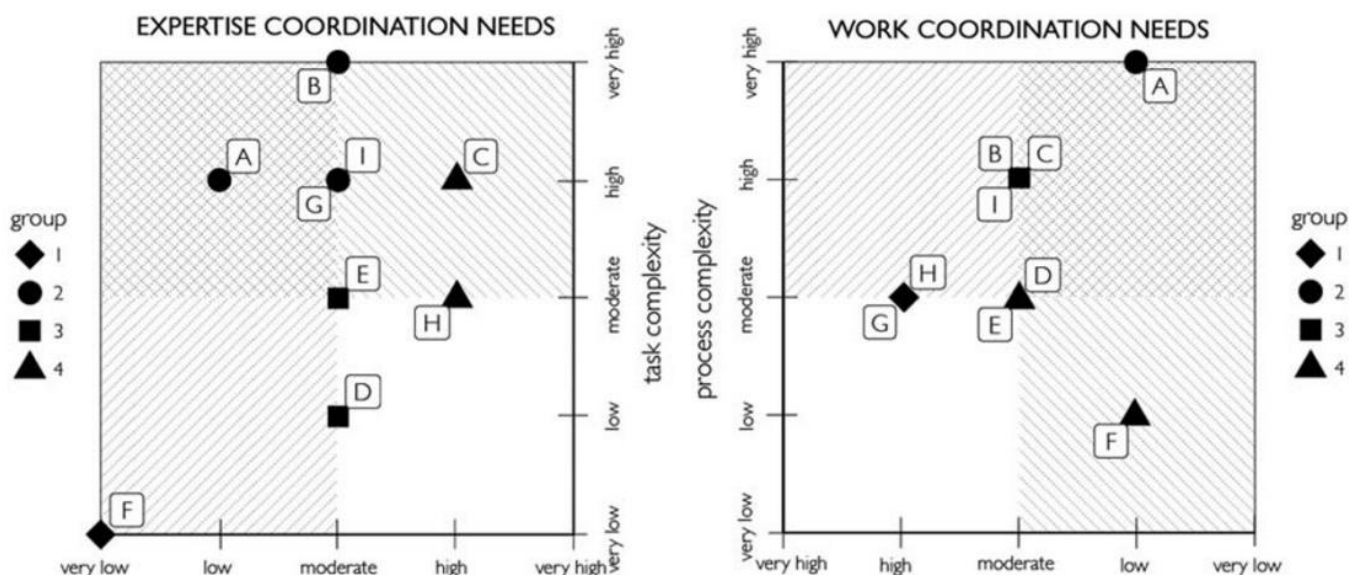 EXPERTISE COORDINATION NEEDS
B
A
I
C
G
E
H
D
F
group
1
2
3
4
very low
low
moderate
high
very high
very high
high
moderate
low
very low
task complexity
WORK COORDINATION NEEDS
A
B
C
I
H
D
G
E
F
process complexity
very high
high
moderate
low
very low
very high
high
moderate
low
very low
group
1
2
3
4